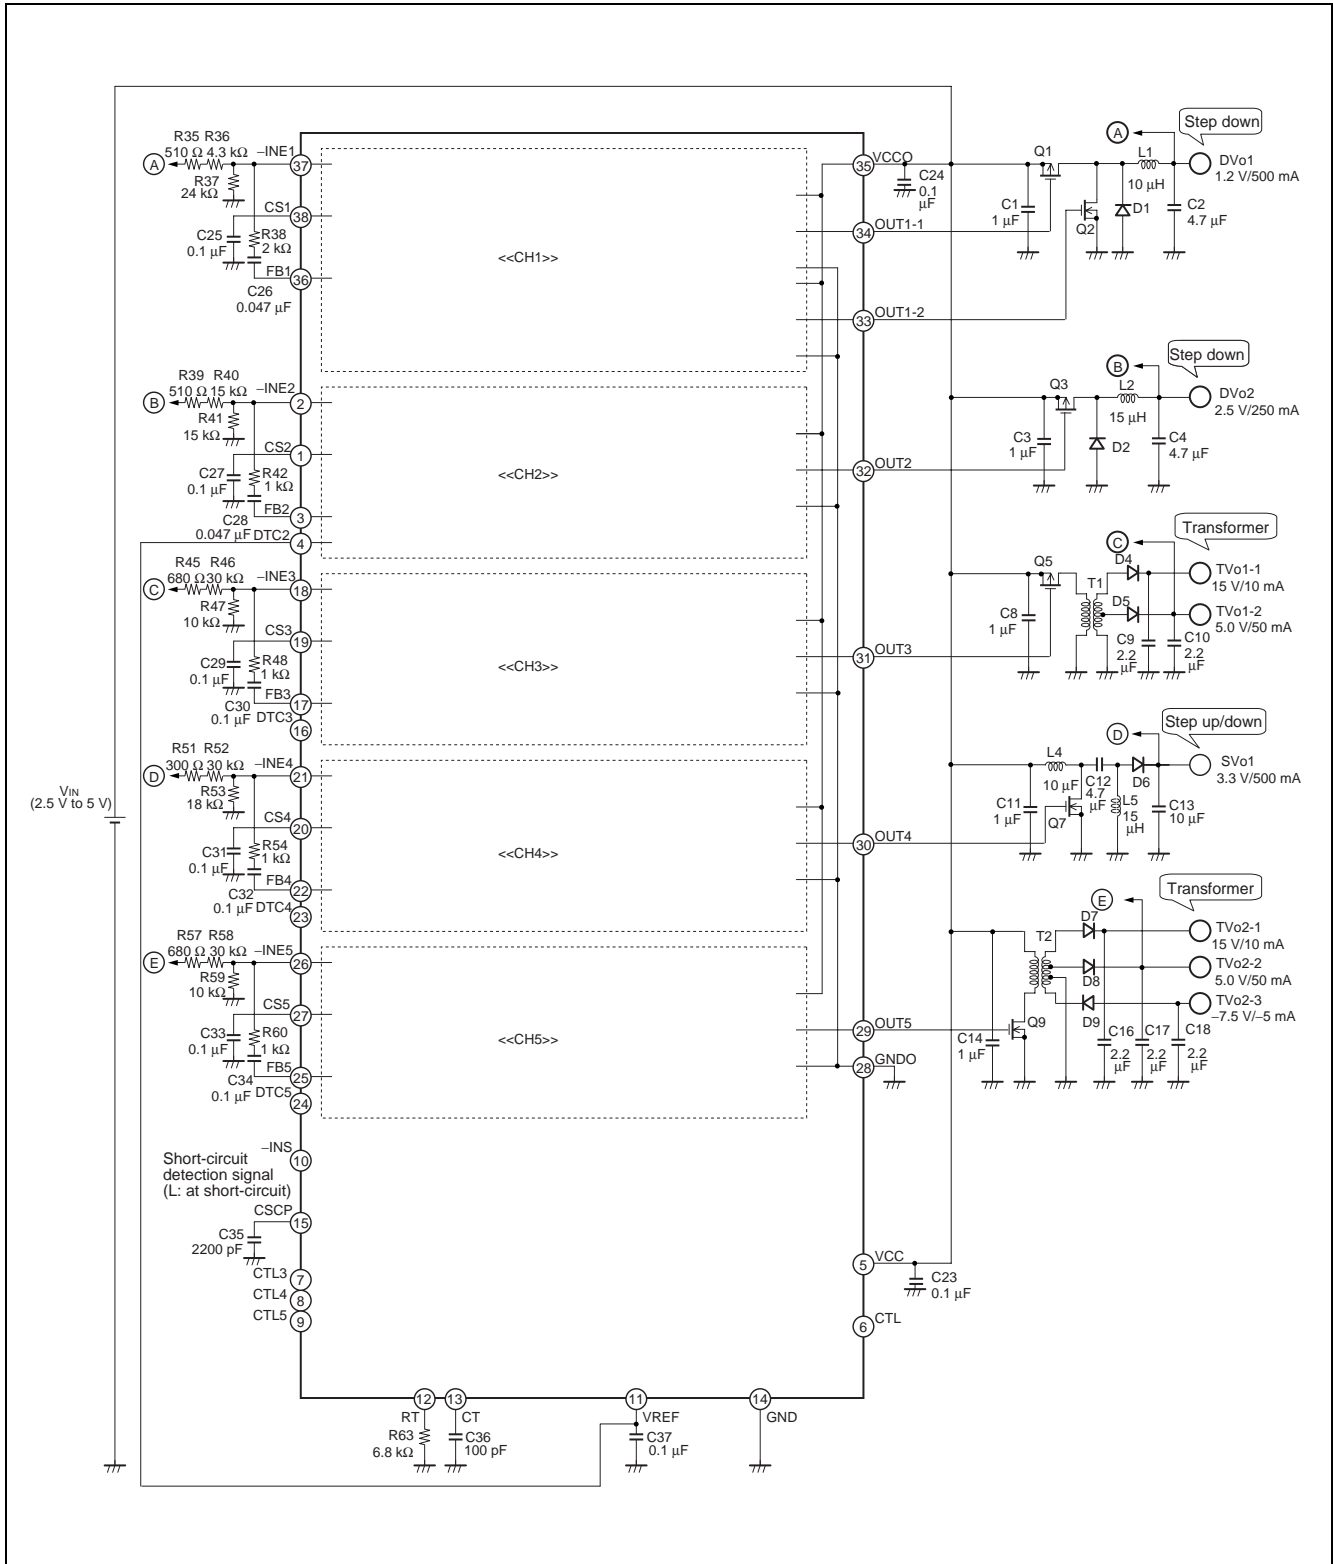 R35 R36
510 Ω 4.3 kΩ
–INE1
A
37
R37
24 kΩ
CS1
38
C25
0.1 μF
R38
2 kΩ
FB1
36
C26
0.047 μF
<<CH1>>
R39 R40
510 Ω 15 kΩ
–INE2
B
2
R41
15 kΩ
CS2
1
C27
0.1 μF
R42
1 kΩ
FB2
3
C28
0.047 μF
DTC2
4
<<CH2>>
R45 R46
680 Ω 30 kΩ
–INE3
C
18
R47
10 kΩ
CS3
19
C29
0.1 μF
R48
1 kΩ
FB3
17
C30
0.1 μF
DTC3
16
<<CH3>>
R51 R52
300 Ω 30 kΩ
–INE4
D
21
R53
18 kΩ
CS4
20
C31
0.1 μF
R54
1 kΩ
FB4
22
C32
0.1 μF
DTC4
23
<<CH4>>
VIN
(2.5 V to 5 V)
R57 R58
680 Ω 30 kΩ
–INE5
E
26
R59
10 kΩ
CS5
27
C33
0.1 μF
R60
1 kΩ
FB5
25
C34
0.1 μF
DTC5
24
<<CH5>>
–INS
10
Short-circuit
detection signal
(L: at short-circuit)
CSCP
15
C35
2200 pF
CTL3
7
CTL4
8
CTL5
9
12
RT
R63
6.8 kΩ
13
CT
C36
100 pF
11
VREF
C37
0.1 μF
14
GND
35
VCCO
C24
0.1
μF
34
OUT1-1
33
OUT1-2
A
Step down
Q1
L1
10 μH
DVo1
1.2 V/500 mA
C1
1 μF
Q2
D1
C2
4.7 μF
B
Step down
Q3
L2
15 μH
DVo2
2.5 V/250 mA
C3
1 μF
D2
C4
4.7 μF
32
OUT2
C
Transformer
Q5
T1
D4
TVo1-1
15 V/10 mA
D5
TVo1-2
5.0 V/50 mA
C8
1 μF
C9
2.2
μF
C10
2.2
μF
31
OUT3
D
Step up/down
L4
10 μF
C12
4.7
μF
D6
SVo1
3.3 V/500 mA
C11
1 μF
Q7
L5
15
μH
C13
10 μF
30
OUT4
E
Transformer
T2
D7
TVo2-1
15 V/10 mA
D8
TVo2-2
5.0 V/50 mA
D9
TVo2-3
–7.5 V/–5 mA
Q9
C14
1 μF
C16
2.2
μF
C17
2.2
μF
C18
2.2
μF
29
OUT5
28
GNDO
5
VCC
C23
0.1 μF
6
CTL